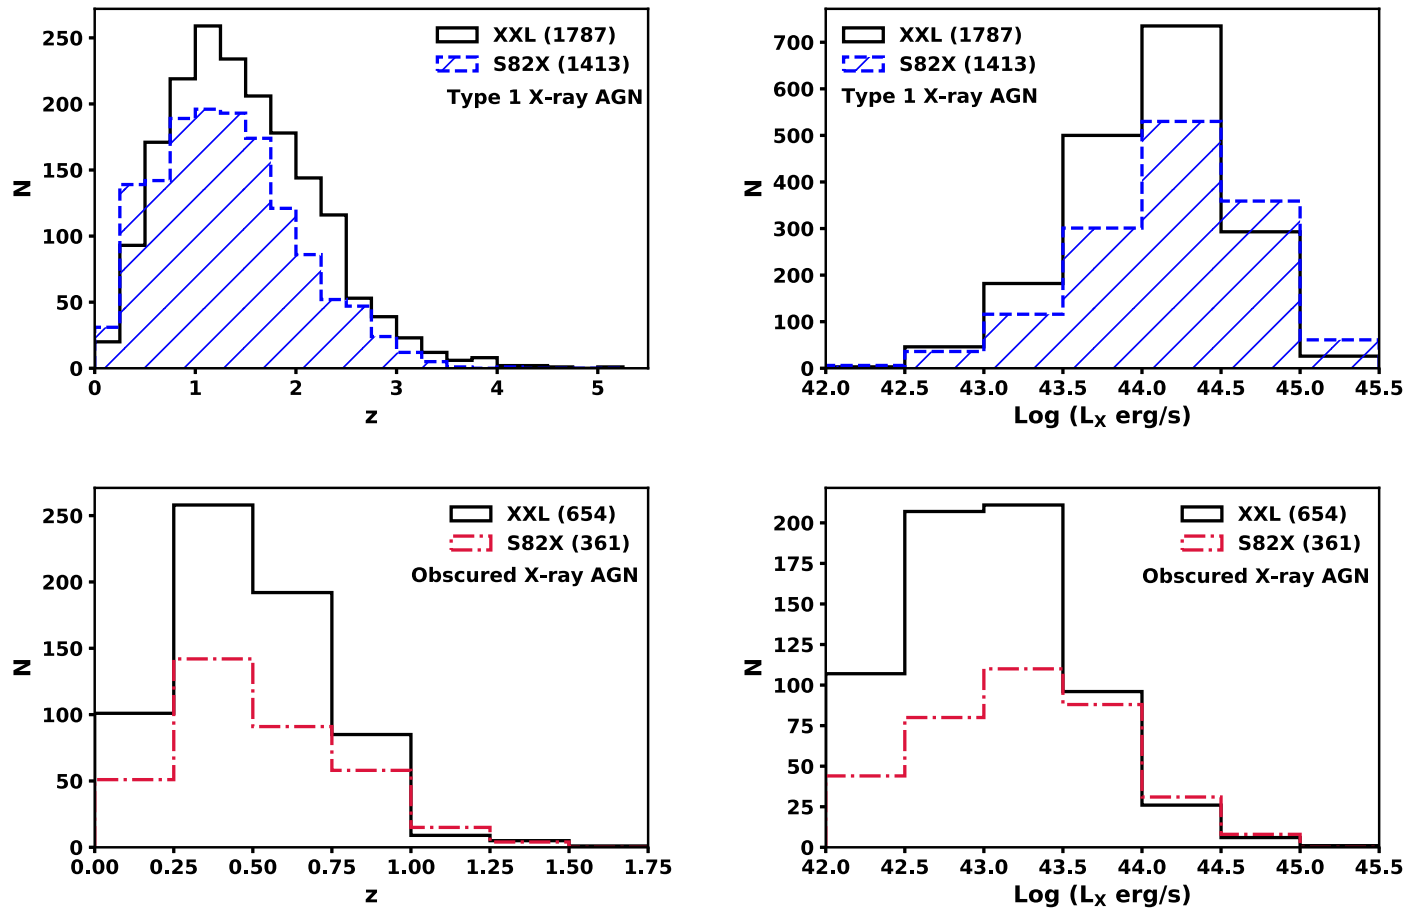 XXL (1787)
S82X (1413)
Type 1 X-ray AGN
N
250
200
150
100
50
0
0 1 2 3 4 5
z
XXL (1787)
S82X (1413)
Type 1 X-ray AGN
N
700
600
500
400
300
200
100
0
42.0 42.5 43.0 43.5 44.0 44.5 45.0 45.5
Log (LX erg/s)
XXL (654)
S82X (361)
Obscured X-ray AGN
N
250
200
150
100
50
0
0.00 0.25 0.50 0.75 1.00 1.25 1.50 1.75
z
XXL (654)
S82X (361)
Obscured X-ray AGN
N
200
175
150
125
100
75
50
25
0
42.0 42.5 43.0 43.5 44.0 44.5 45.0 45.5
Log (LX erg/s)